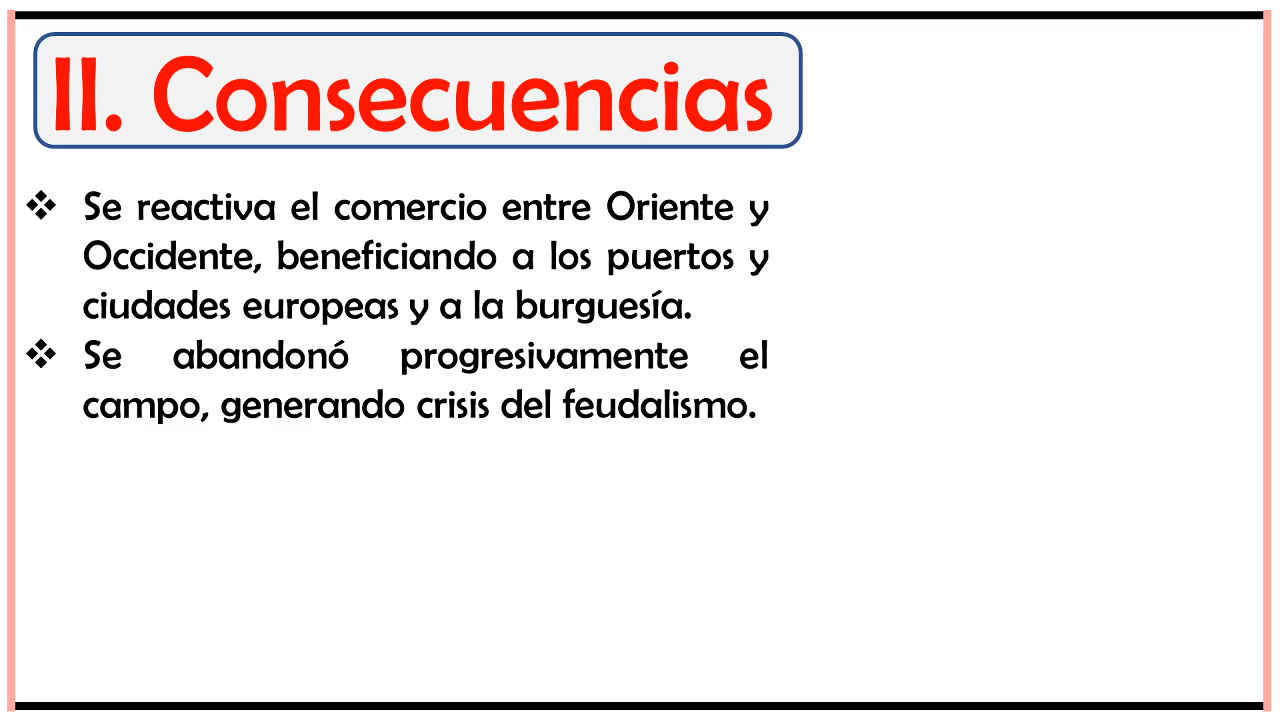 II. Consecuencias
❖ Se reactiva el comercio entre Oriente y
Occidente, beneficiando a los puertos y
ciudades europeas y a la burguesía.
❖ Se abandonó progresivamente el
campo, generando crisis del feudalismo.